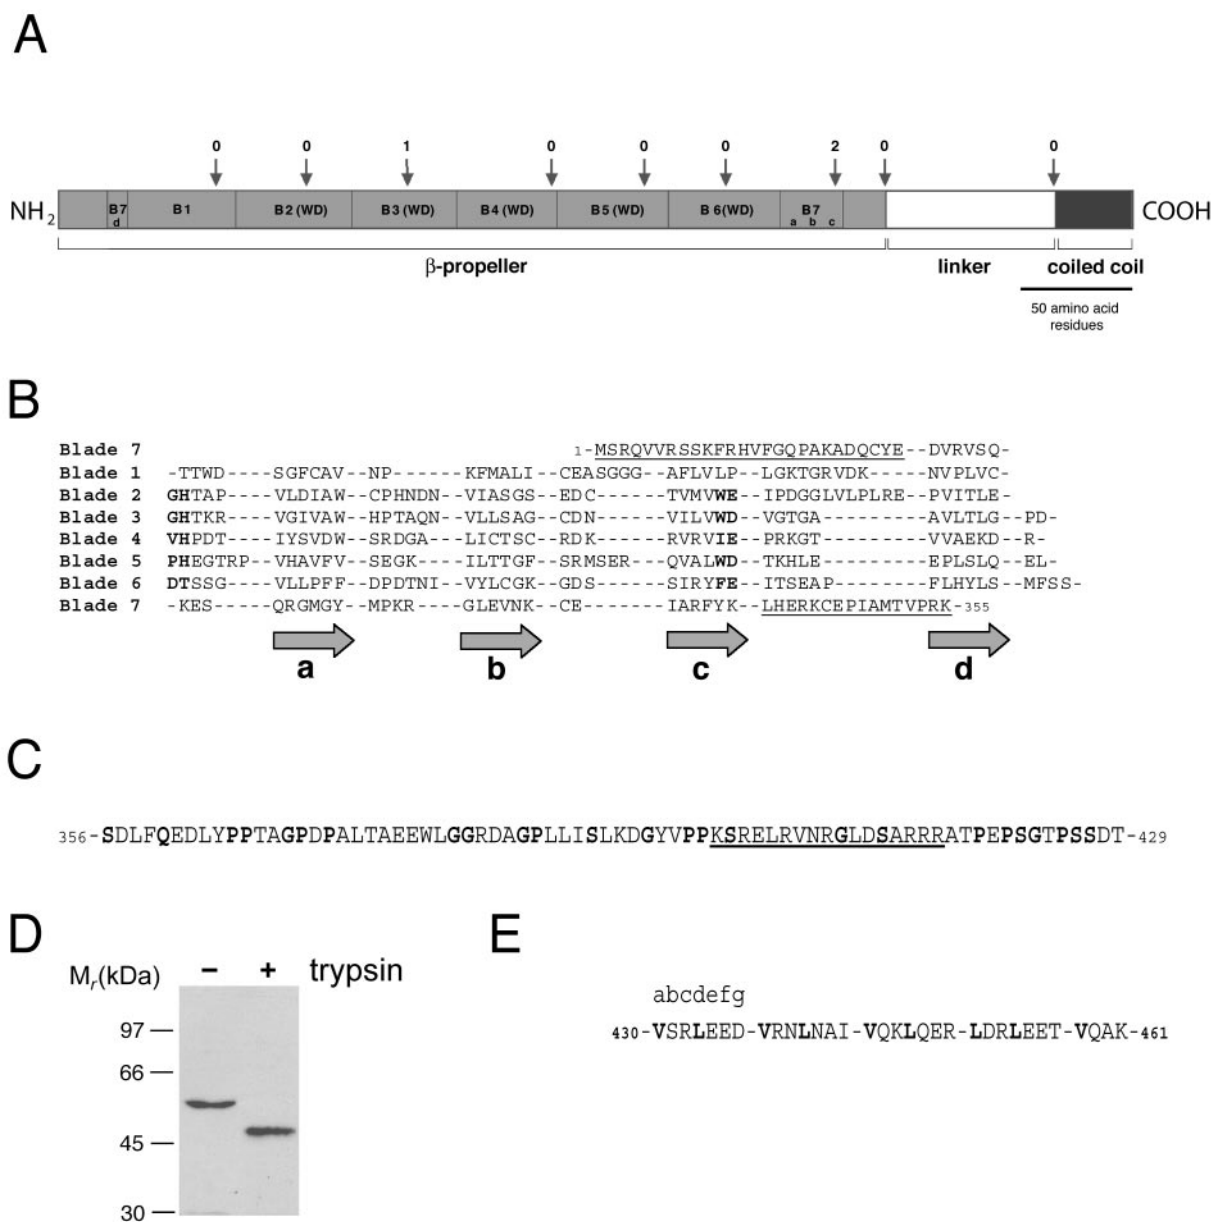 A
0 0 1 0 0 0 2 0 0
NH2 B7 d B1 B2 (WD) B3 (WD) B4 (WD) B5 (WD) B 6(WD) B7 a b c COOH
β-propeller linker coiled coil
50 amino acid
residues
B
Blade 7 1-MSRQVVRSSKFRHVFGQPAKADQCYE--DVRVSQ-
Blade 1 -TTWD----SGFCAV--NP------KFMALI--CEASGGG--AFLVLP--LGKTGRVDK----NVPLVC-
Blade 2 GHTAP----VLDIAW--CPHNDN--VIASGS--EDC------TVMVWE--IPDGGLVLPLRE--PVITLE-
Blade 3 GHTKR----VGIVAW--HPTAQN--VLLSAG--CDN------VILVWD--VGTGA---------AVLTLG--PD-
Blade 4 VHPDT----IYSVDW--SRDGA---LICTSC--RDK------RVRVIE--PRKGT---------VVAEKD--R-
Blade 5 PHEGTRP--VHAVFV--SEGK----ILTTGF--SRMSER---QVALWD--TKHLE---------EPLSLQ--EL-
Blade 6 DTSSG----VLLPFF--DPDTNI--VYLCGK--GDS------SIRYFE--ITSEAP--------FLHYLS--MFSS-
Blade 7 -KES-----QRGMGY--MPKR----GLEVNK--CE-------IARFYK--LHERKCEPIAMTVPRK-355
a b c d
C
356-SDLFQEDLYPPTAGPDPALTAEEWLGGRDAGPLLISLKDGYVPPKSRELRVNRGLDSARRRATPEPSGTPSSDT-429
D
Mr(kDa) − + trypsin
97
66
45
30
E
abcdefg
430-VSRLEED-VRNLNAI-VQKLQER-LDRLEET-VQAK-461